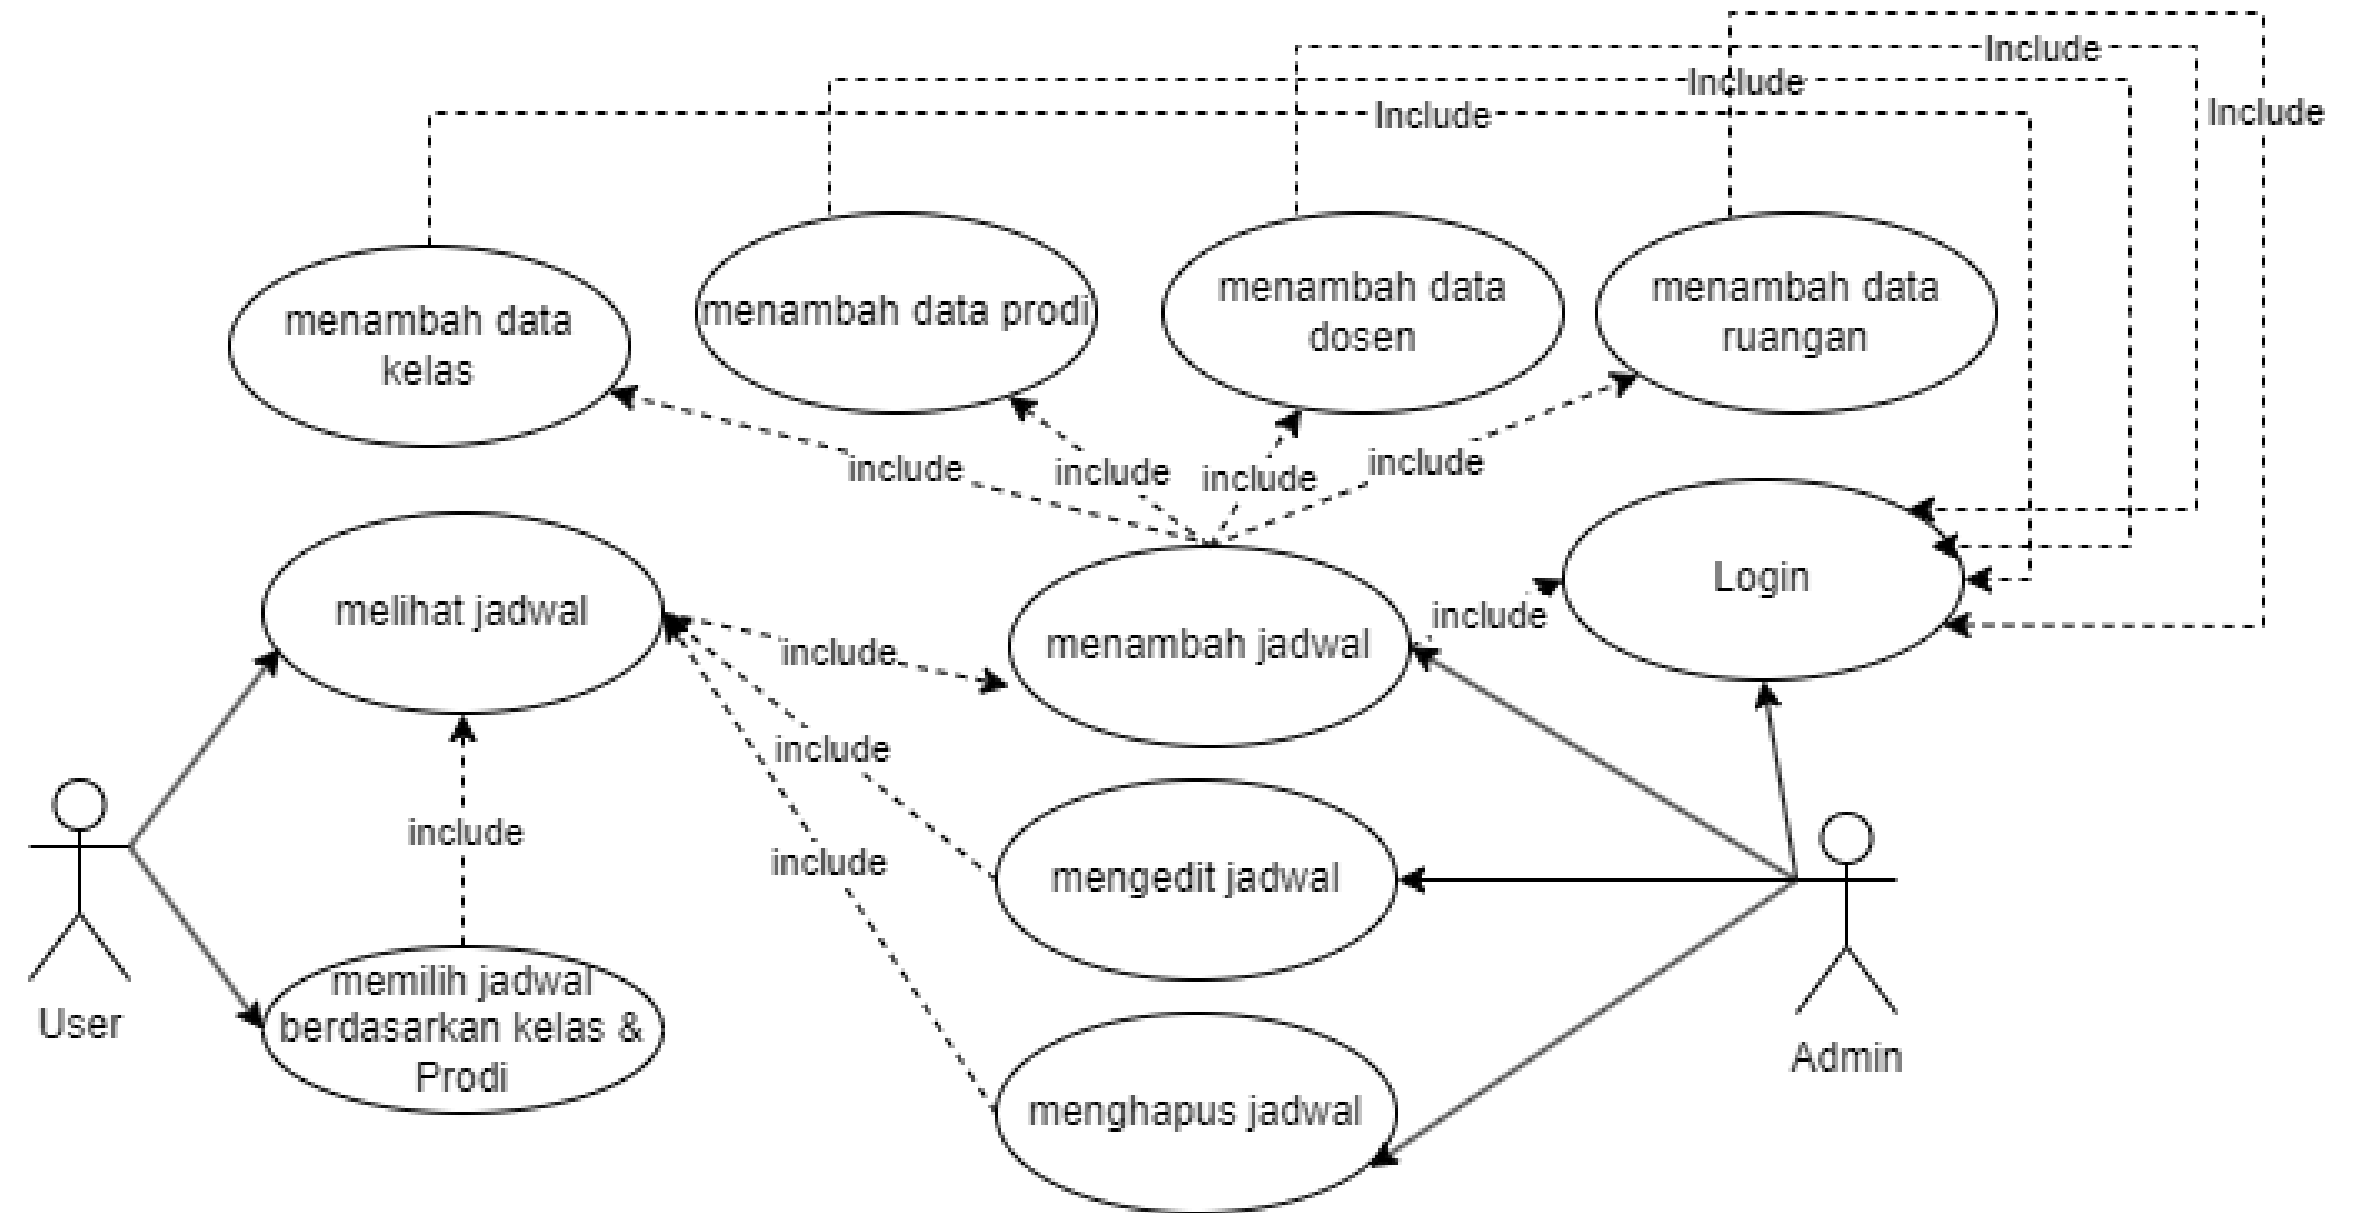 Include
Include
Include
Include
menambah data
kelas
menambah data prodi
menambah data
dosen
menambah data
ruangan
include
include
include
include
melihat jadwal
include
menambah jadwal
include
Login
include
include
include
mengedit jadwal
User
memilih jadwal
berdasarkan kelas &
Prodi
menghapus jadwal
Admin